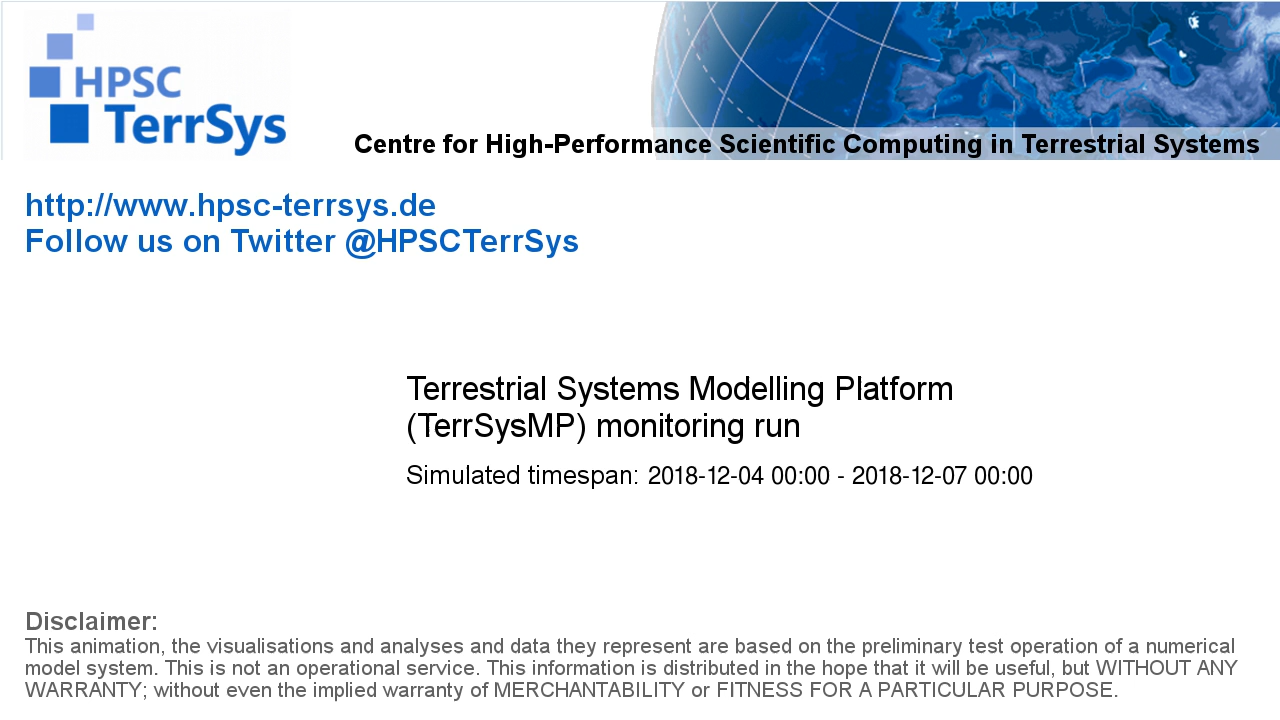 HPSC
TerrSys
Centre for High-Performance Scientific Computing in Terrestrial Systems
http://www.hpsc-terrsys.de
Follow us on Twitter @HPSCTerrSys
Terrestrial Systems Modelling Platform
(TerrSysMP) monitoring run
Simulated timespan: 2018-12-04 00:00 - 2018-12-07 00:00
Disclaimer:
This animation, the visualisations and analyses and data they represent are based on the preliminary test operation of a numerical
model system. This is not an operational service. This information is distributed in the hope that it will be useful, but WITHOUT ANY
WARRANTY; without even the implied warranty of MERCHANTABILITY or FITNESS FOR A PARTICULAR PURPOSE.